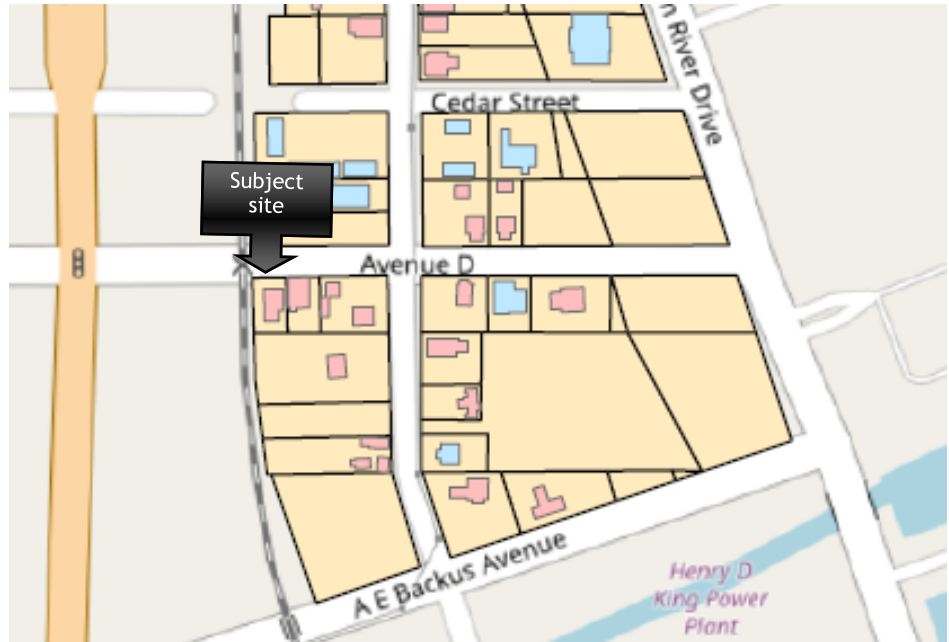 n River Drive
Cedar Street
Subject
site
Avenue D
A E Backus Avenue
Henry D
King Power
Plant